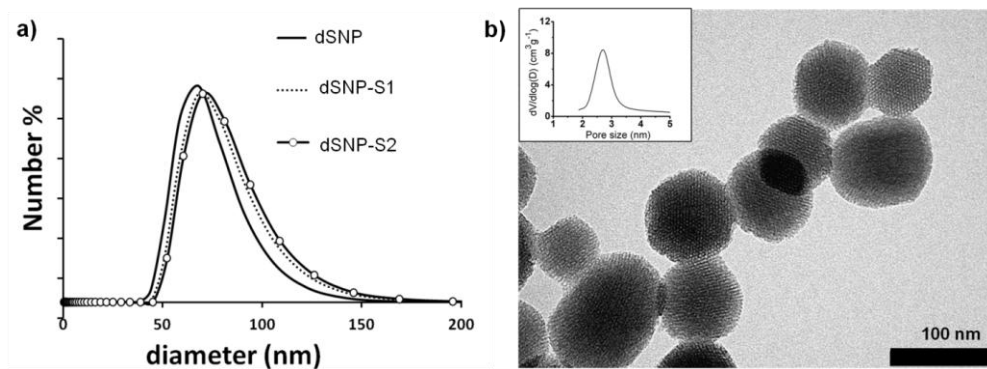 a)
dSNP
dSNP-S1
dSNP-S2
Number %
0
50
100
150
200
diameter (nm)
b)
12
8
4
0
dV/dlog(D) (cm³g⁻¹)
1
2
3
4
5
Pore size (nm)
100 nm